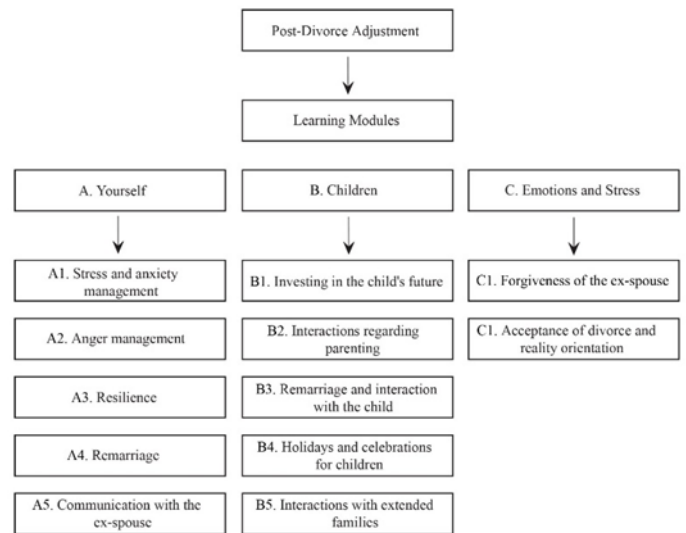 Post-Divorce Adjustment
Learning Modules
A. Yourself
B. Children
C. Emotions and Stress
A1. Stress and anxiety
management
B1. Investing in the child's future
C1. Forgiveness of the ex-spouse
A2. Anger management
B2. Interactions regarding
parenting
C1. Acceptance of divorce and
reality orientation
A3. Resilience
B3. Remarriage and interaction
with the child
A4. Remarriage
B4. Holidays and celebrations
for children
A5. Communication with the
ex-spouse
B5. Interactions with extended
families